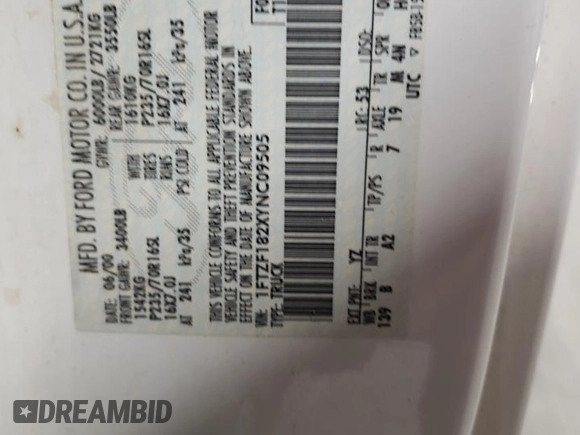 MFD. BY FORD MOTOR CO. IN U.S.A.
DATE: 06/00 GVWR: 6000LB/ 2721KG
FRONT GAWR: 3400LB REAR GAWR: 3550LB
1542KG WITH 1610KG
P235/70R16SL TIRES P235/70R16SL
16X7.0J RIMS 16X7.0J
AT 241 kPa/35 PSI COLD AT 241 kPa/35
THIS VEHICLE CONFORMS TO ALL APPLICABLE FEDERAL MOTOR
VEHICLE SAFETY AND THEFT PREVENTION STANDARDS IN
EFFECT ON THE DATE OF MANUFACTURE SHOWN ABOVE.
VIN: 1FTZF182XYNC09505
TYPE: TRUCK
EXT PNT: YZ RC: 53 DSO:
WB BRK INT TR TP/PS R AXLE TR SPR
139 B A2 7 19 M 4N
UTC
DREAMBID